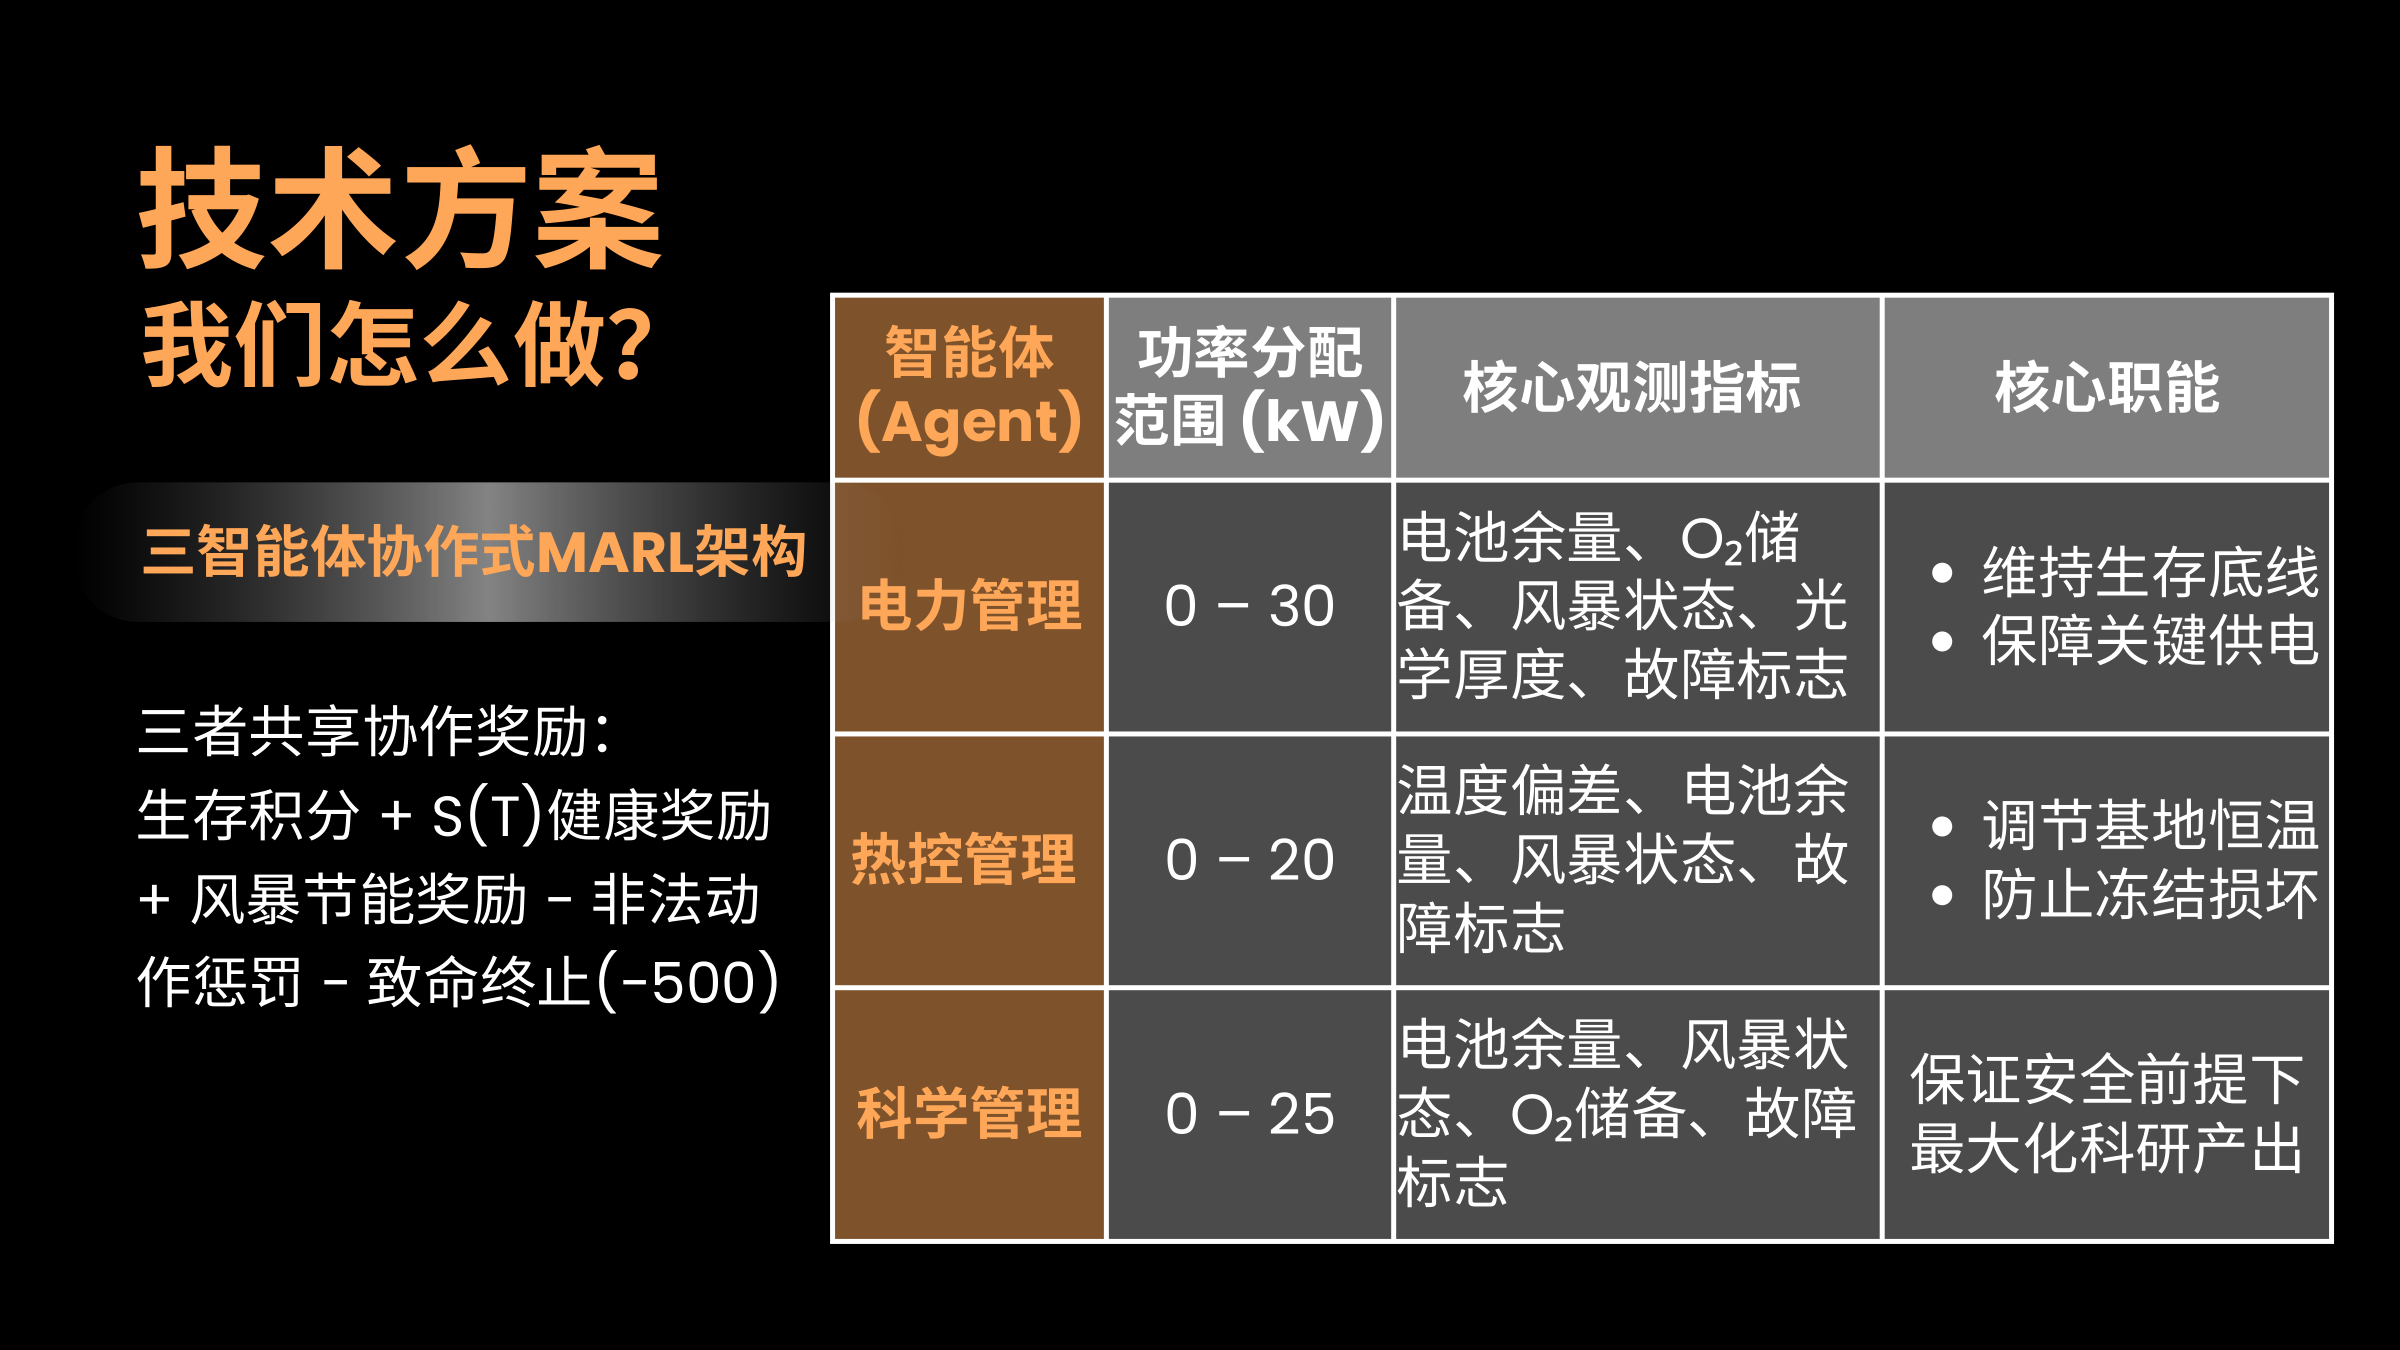 技术方案
我们怎么做？
三智能体协作式MARL架构
三者共享协作奖励：
生存积分 + S(T)健康奖励
+ 风暴节能奖励 - 非法动
作惩罚 - 致命终止(-500)
智能体
(Agent)
功率分配
范围 (kW)
核心观测指标
核心职能
电力管理
0 – 30
电池余量、O₂储
备、风暴状态、光
学厚度、故障标志
• 维持生存底线
• 保障关键供电
热控管理
0 – 20
温度偏差、电池余
量、风暴状态、故
障标志
• 调节基地恒温
• 防止冻结损坏
科学管理
0 – 25
电池余量、风暴状
态、O₂储备、故障
标志
保证安全前提下
最大化科研产出